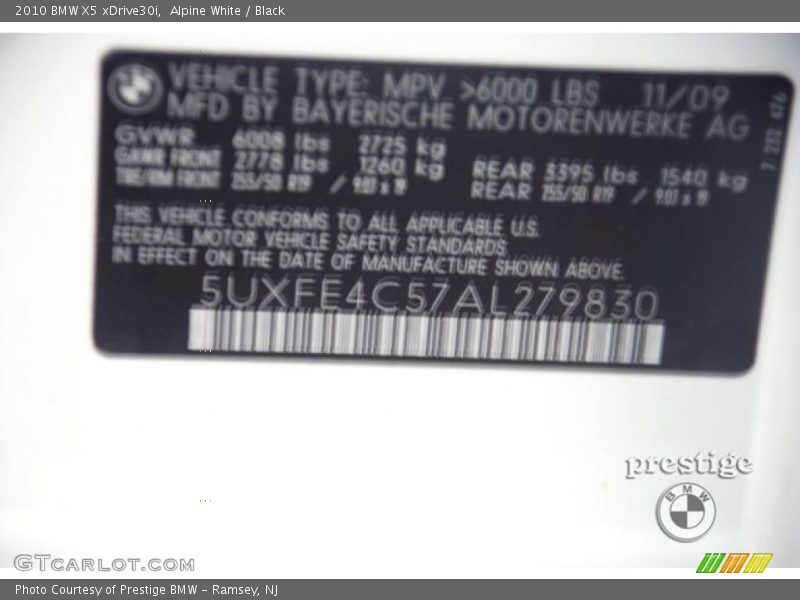 2010 BMW X5 xDrive30i,  Alpine White / Black
VEHICLE TYPE: MPV >6000 LBS 11/09
MFD BY BAYERISCHE MOTORENWERKE AG
GVWR 6008 lbs 2725 kg
GAWR FRONT 2778 lbs 1260 kg REAR 3395 lbs 1540 kg
TIRE/RIM FRONT 255/50 R19 / 9.0J x 19 REAR 255/50 R19 / 9.0J x 19
7 232 476
THIS VEHICLE CONFORMS TO ALL APPLICABLE U.S.
FEDERAL MOTOR VEHICLE SAFETY STANDARDS
IN EFFECT ON THE DATE OF MANUFACTURE SHOWN ABOVE.
5UXFE4C57AL279830
prestige
BMW
GTcarlot.com
Photo Courtesy of Prestige BMW - Ramsey, NJ